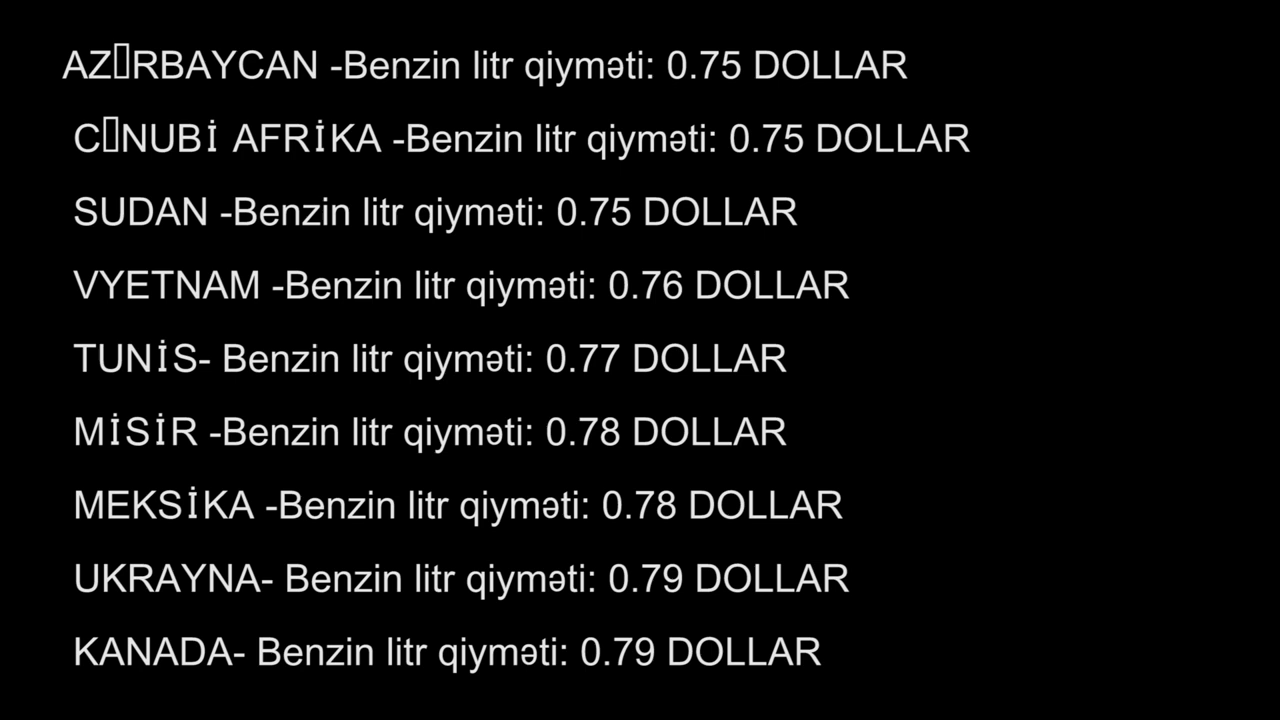 AZ▯RBAYCAN -Benzin litr qiyməti: 0.75 DOLLAR
C▯NUBİ AFRİKA -Benzin litr qiyməti: 0.75 DOLLAR
SUDAN -Benzin litr qiyməti: 0.75 DOLLAR
VYETNAM -Benzin litr qiyməti: 0.76 DOLLAR
TUNİS- Benzin litr qiyməti: 0.77 DOLLAR
MİSİR -Benzin litr qiyməti: 0.78 DOLLAR
MEKSİKA -Benzin litr qiyməti: 0.78 DOLLAR
UKRAYNA- Benzin litr qiyməti: 0.79 DOLLAR
KANADA- Benzin litr qiyməti: 0.79 DOLLAR